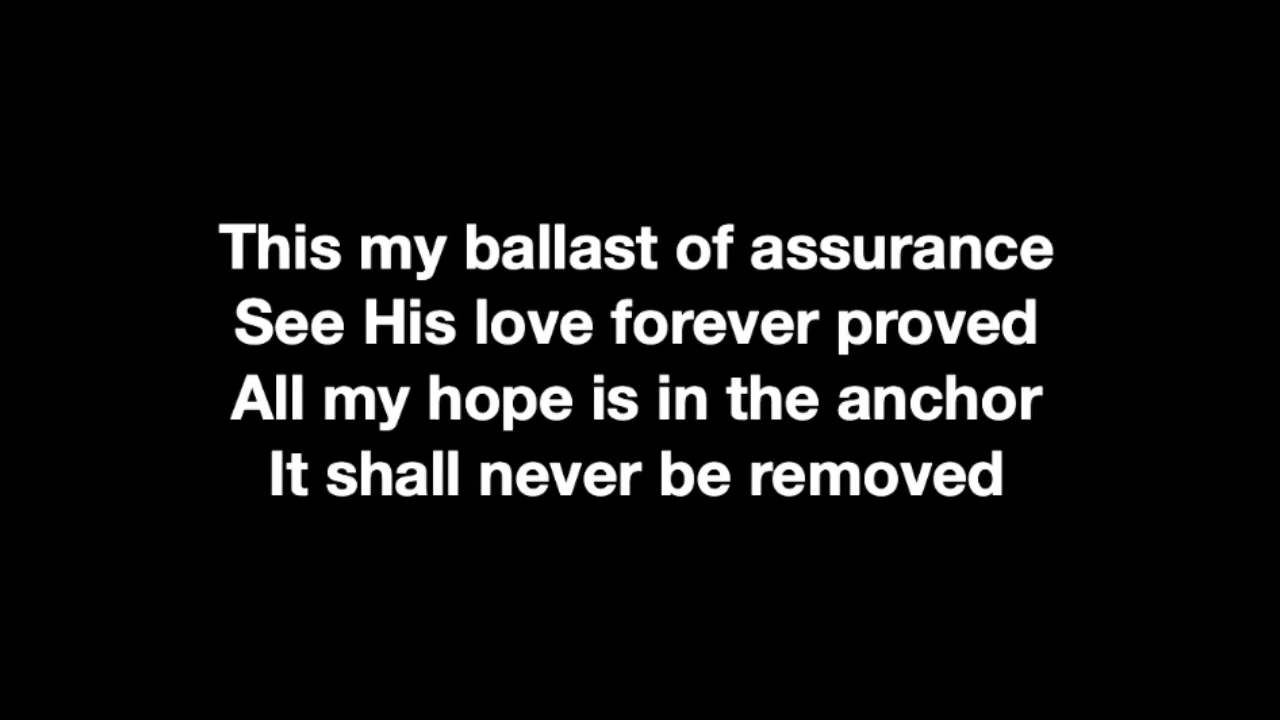 This my ballast of assurance
See His love forever proved
All my hope is in the anchor
It shall never be removed